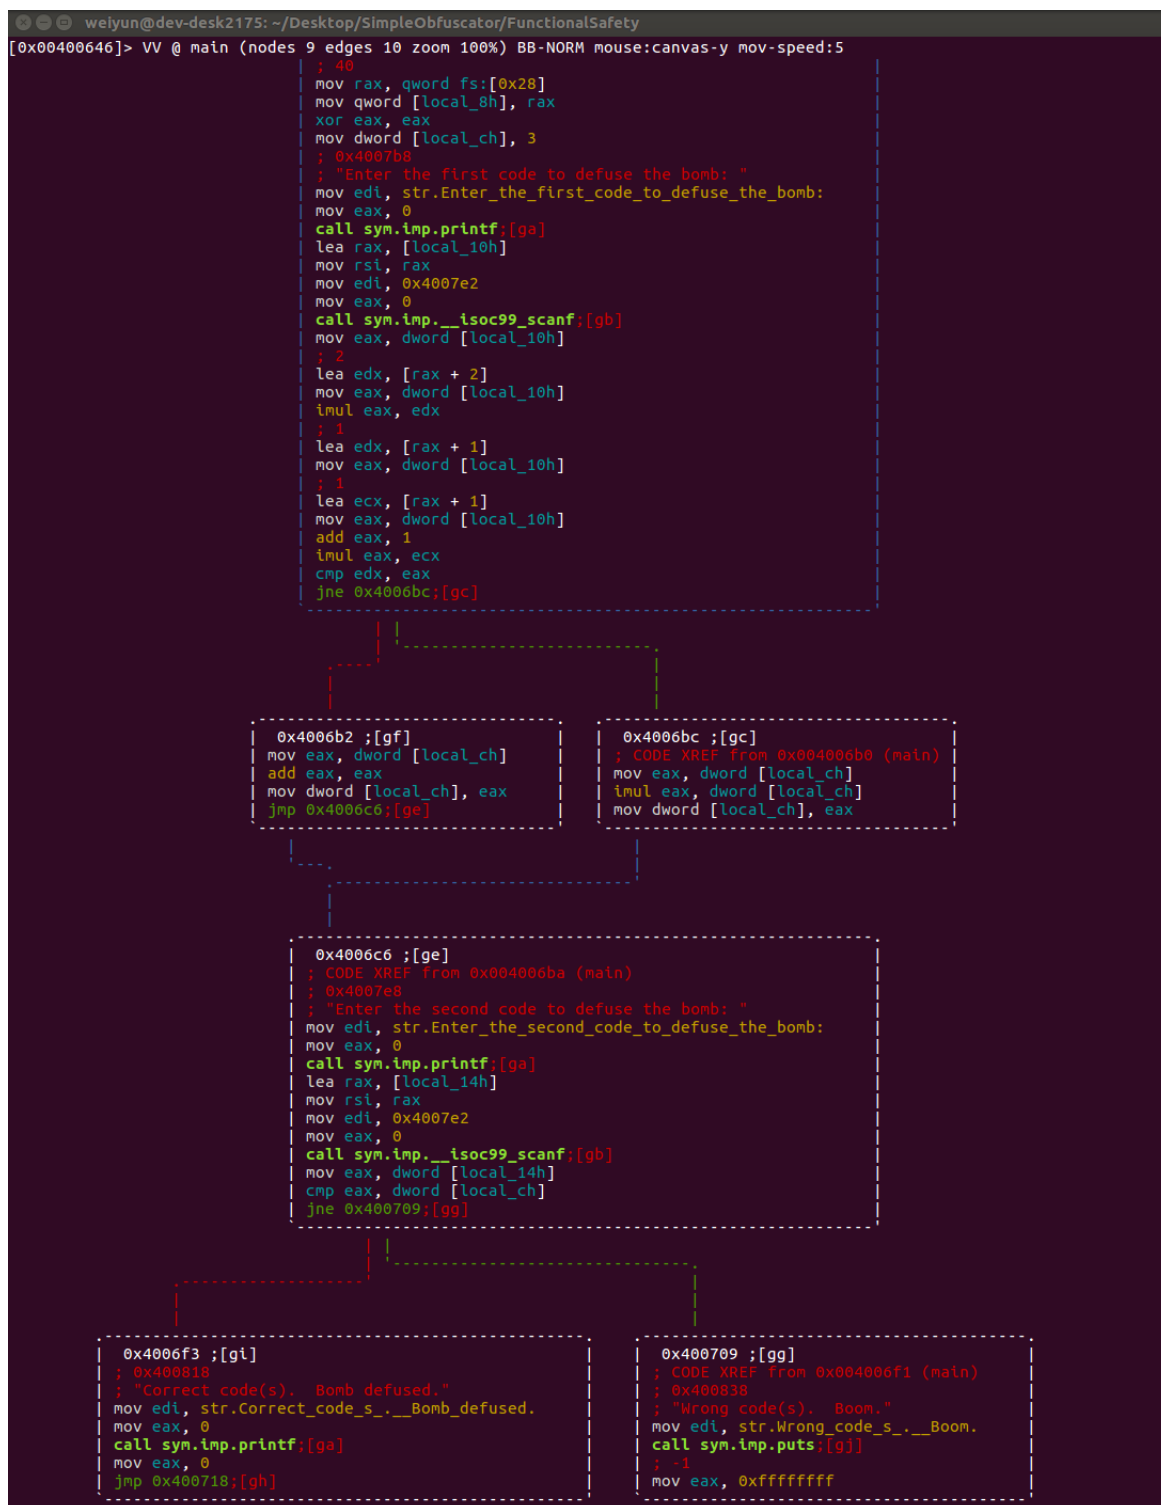 weiyun@dev-desk2175: ~/Desktop/SimpleObfuscator/FunctionalSafety
[0x00400646]> VV @ main (nodes 9 edges 10 zoom 100%) BB-NORM mouse:canvas-y mov-speed:5
; 40
mov rax, qword fs:[0x28]
mov qword [local_8h], rax
xor eax, eax
mov dword [local_ch], 3
; 0x4007b8
; "Enter the first code to defuse the bomb: "
mov edi, str.Enter_the_first_code_to_defuse_the_bomb:
mov eax, 0
call sym.imp.printf;[ga]
lea rax, [local_10h]
mov rsi, rax
mov edi, 0x4007e2
mov eax, 0
call sym.imp.__isoc99_scanf;[gb]
mov eax, dword [local_10h]
; 2
lea edx, [rax + 2]
mov eax, dword [local_10h]
imul eax, edx
; 1
lea edx, [rax + 1]
mov eax, dword [local_10h]
; 1
lea ecx, [rax + 1]
mov eax, dword [local_10h]
add eax, 1
imul eax, ecx
cmp edx, eax
jne 0x4006bc;[gc]
0x4006b2 ;[gf]
mov eax, dword [local_ch]
add eax, eax
mov dword [local_ch], eax
jmp 0x4006c6;[ge]
0x4006bc ;[gc]
; CODE XREF from 0x004006b0 (main)
mov eax, dword [local_ch]
imul eax, dword [local_ch]
mov dword [local_ch], eax
0x4006c6 ;[ge]
; CODE XREF from 0x004006ba (main)
; 0x4007e8
; "Enter the second code to defuse the bomb: "
mov edi, str.Enter_the_second_code_to_defuse_the_bomb:
mov eax, 0
call sym.imp.printf;[ga]
lea rax, [local_14h]
mov rsi, rax
mov edi, 0x4007e2
mov eax, 0
call sym.imp.__isoc99_scanf;[gb]
mov eax, dword [local_14h]
cmp eax, dword [local_ch]
jne 0x400709;[gg]
0x4006f3 ;[gi]
; 0x400818
; "Correct code(s).  Bomb defused."
mov edi, str.Correct_code_s_.__Bomb_defused.
mov eax, 0
call sym.imp.printf;[ga]
mov eax, 0
jmp 0x400718;[gh]
0x400709 ;[gg]
; CODE XREF from 0x004006f1 (main)
; 0x400838
; "Wrong code(s).  Boom."
mov edi, str.Wrong_code_s_.__Boom.
call sym.imp.puts;[gj]
; -1
mov eax, 0xffffffff